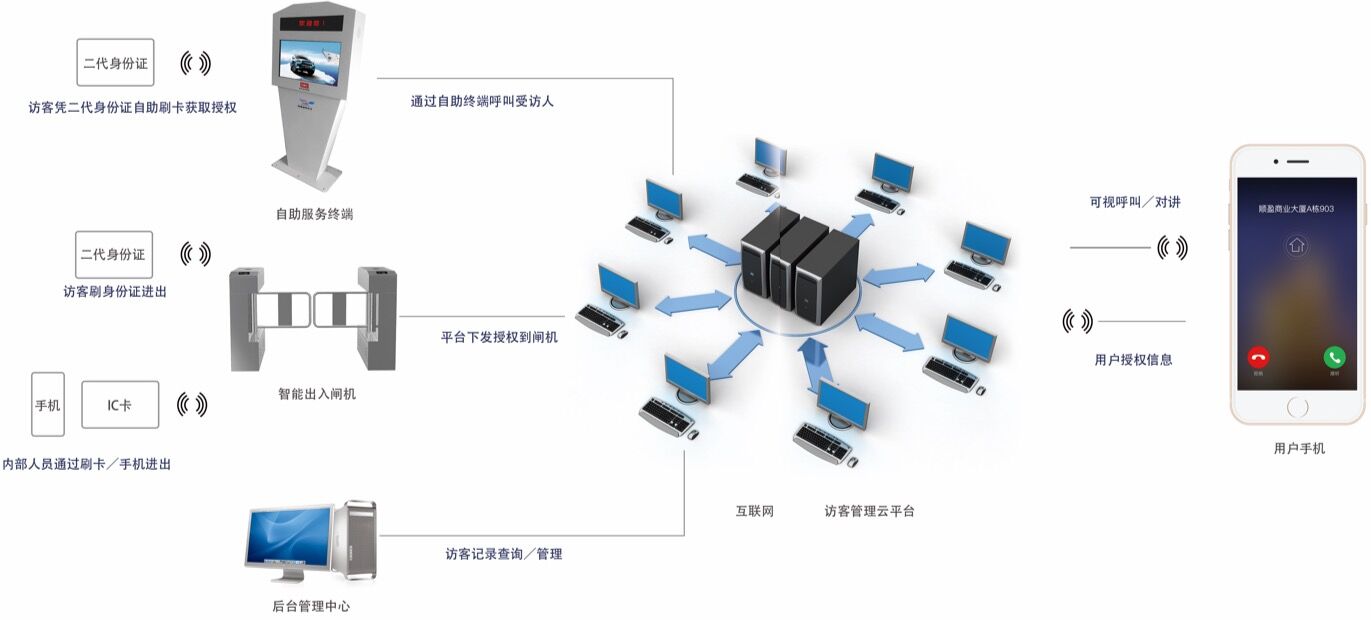 欢迎您！
二代身份证
访客凭二代身份证自助刷卡获取授权
通过自助终端呼叫受访人
自助服务终端
二代身份证
访客刷身份证进出
平台下发授权到闸机
智能出入闸机
手机
IC卡
内部人员通过刷卡／手机进出
访客记录查询／管理
后台管理中心
互联网
访客管理云平台
可视呼叫／对讲
用户授权信息
顺盈商业大厦A栋903
用户手机